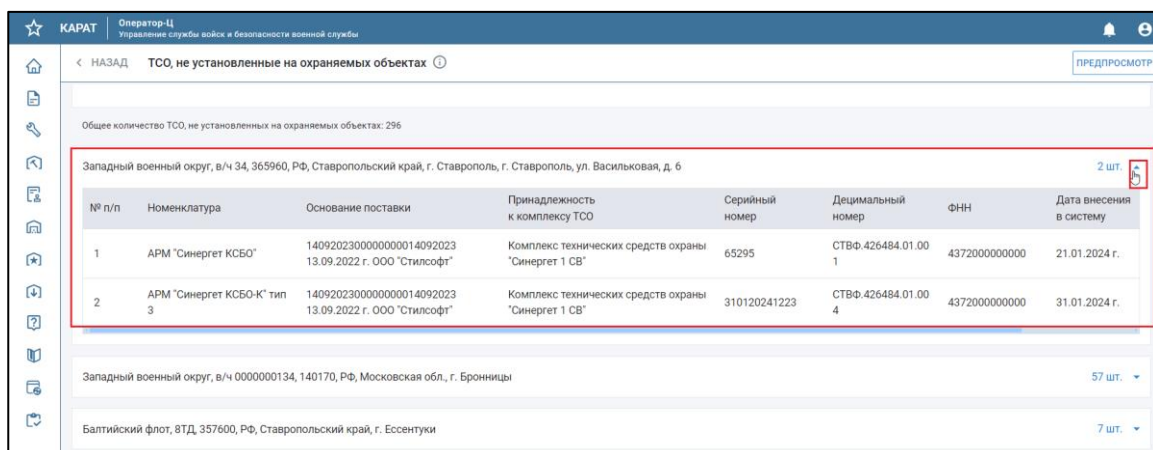 КАРАТ
Оператор-Ц
Управление службы войск и безопасности военной службы
НАЗАД ТСО, не установленные на охраняемых объектах
ПРЕДПРОСМОТР
Общее количество ТСО, не установленных на охраняемых объектах: 296
Западный военный округ, в/ч 34, 365960, РФ, Ставропольский край, г. Ставрополь, г. Ставрополь, ул. Васильковая, д. 6 2 шт.
№ п/п Номенклатура Основание поставки Принадлежность к комплексу ТСО Серийный номер Децимальный номер ФНН Дата внесения в систему
1 АРМ "Синергет КСБО" 140920230000000014092023 13.09.2022 г. ООО "Стилсофт" Комплекс технических средств охраны "Синергет 1 СВ" 65295 СТВФ.426484.01.00 1 4372000000000 21.01.2024 г.
2 АРМ "Синергет КСБО-К" тип 3 140920230000000014092023 13.09.2022 г. ООО "Стилсофт" Комплекс технических средств охраны "Синергет 1 СВ" 310120241223 СТВФ.426484.01.00 4 4372000000000 31.01.2024 г.
Западный военный округ, в/ч 0000000134, 140170, РФ, Московская обл., г. Бронницы 57 шт.
Балтийский флот, 8ТД, 357600, РФ, Ставропольский край, г. Ессентуки 7 шт.